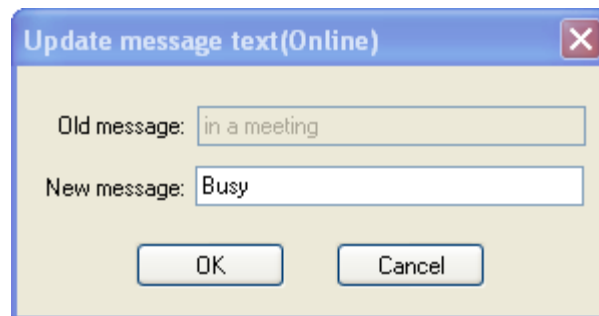 Update message text(Online)
Old message: in a meeting
New message: Busy
OK Cancel